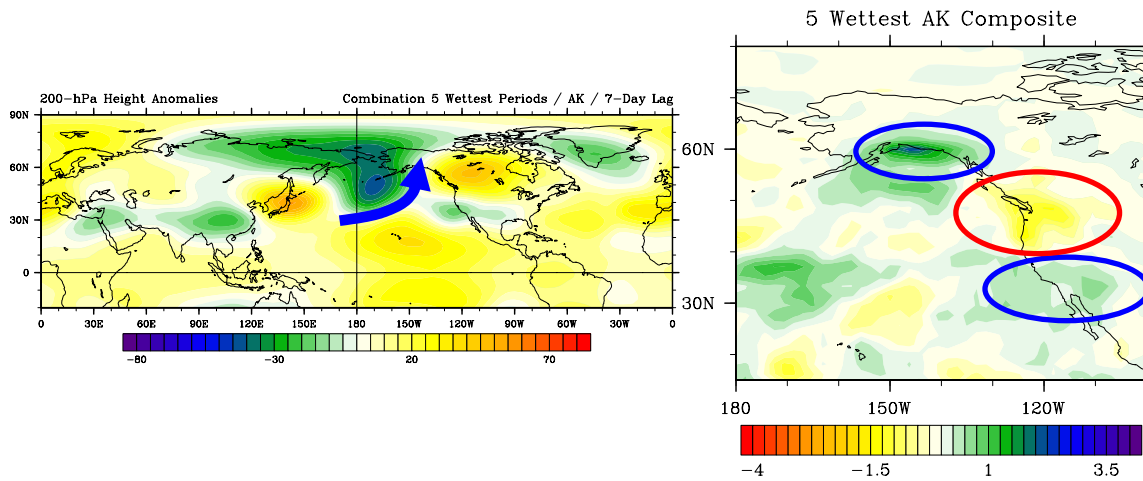 5 Wettest AK Composite
200-hPa Height Anomalies
Combination 5 Wettest Periods / AK / 7-Day Lag
90N
60N
30N
0
0 30E 60E 90E 120E 150E 180 150W 120W 90W 60W 30W 0
-80 -30 20 70
60N
30N
180 150W 120W
-4 -1.5 1 3.5